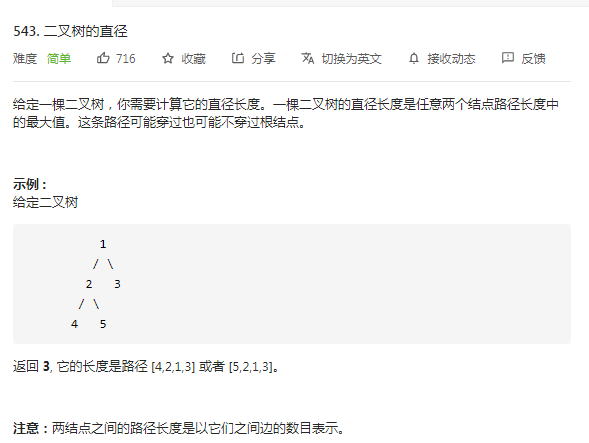 543. 二叉树的直径
难度 简单 716 收藏 分享 切换为英文 接收动态 反馈
给定一棵二叉树，你需要计算它的直径长度。一棵二叉树的直径长度是任意两个结点路径长度中
的最大值。这条路径可能穿过也可能不穿过根结点。
示例 :
给定二叉树
1
/ \
2 3
/ \
4 5
返回 3, 它的长度是路径 [4,2,1,3] 或者 [5,2,1,3]。
注意：两结点之间的路径长度是以它们之间边的数目表示。